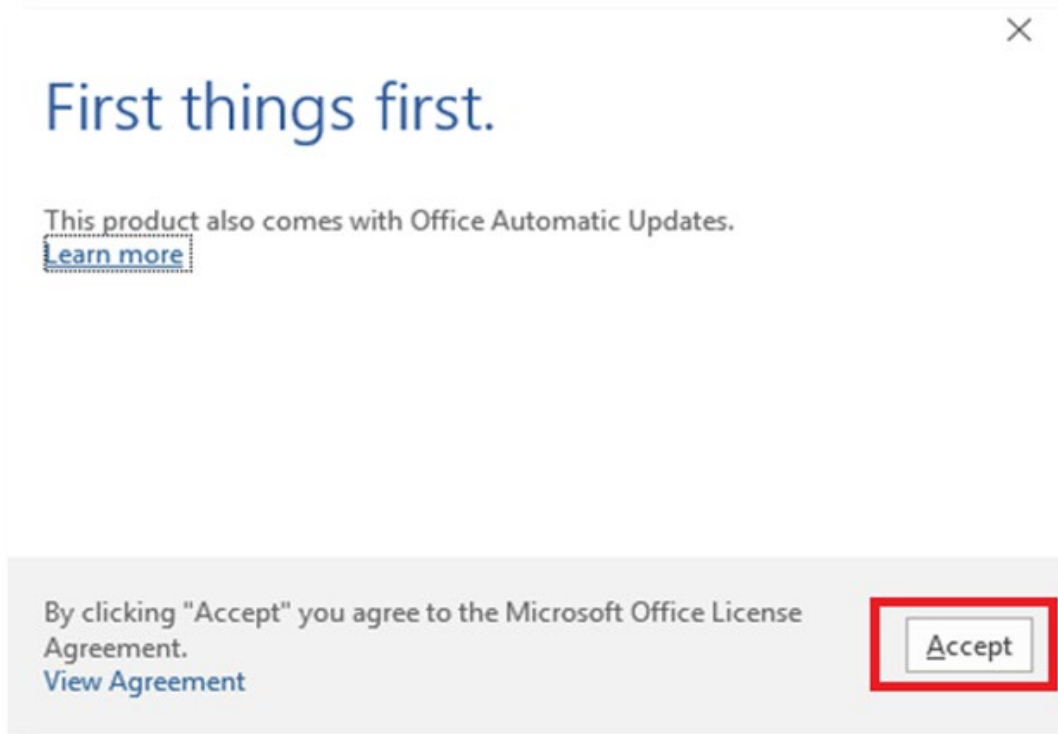 First things first.
This product also comes with Office Automatic Updates.
Learn more
By clicking "Accept" you agree to the Microsoft Office License
Agreement.
View Agreement
Accept